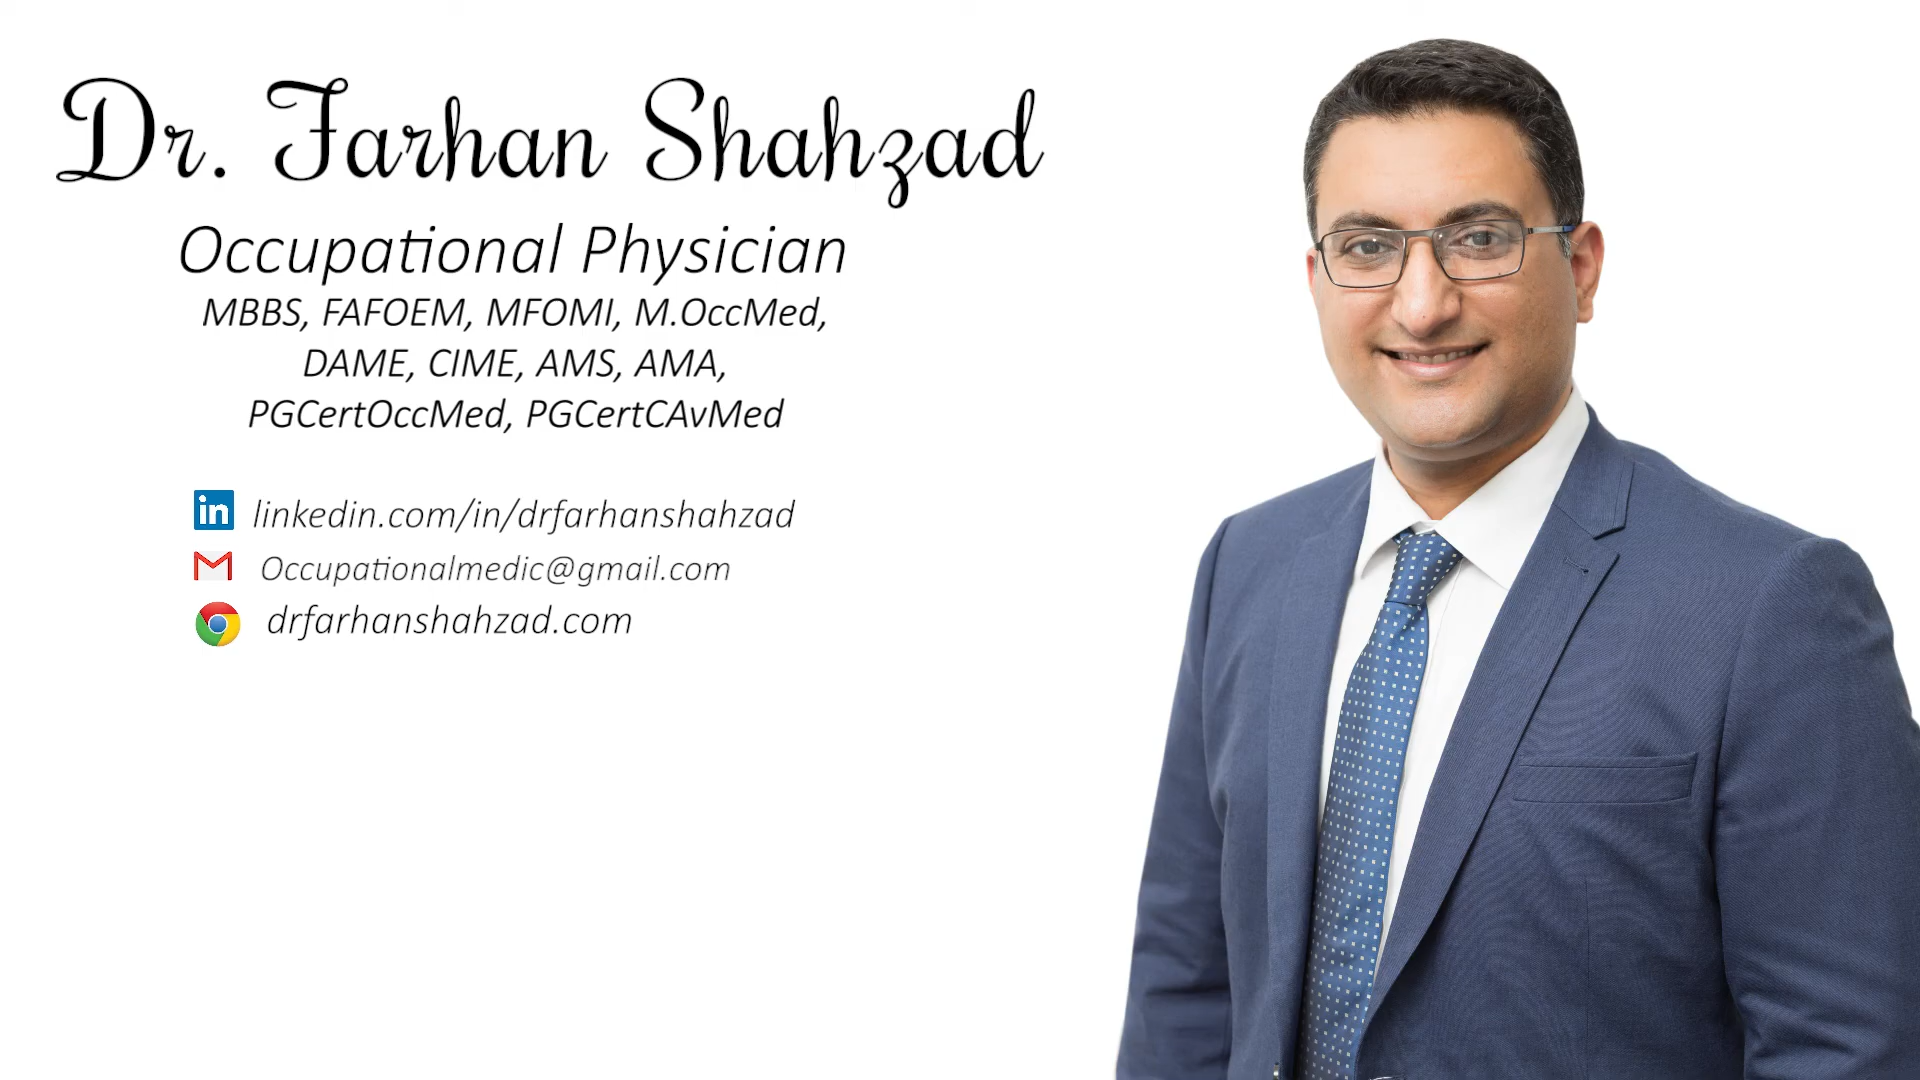 Dr. Farhan Shahzad
Occupational Physician
MBBS, FAFOEM, MFOMI, M.OccMed,
DAME, CIME, AMS, AMA,
PGCertOccMed, PGCertCAvMed
in linkedin.com/in/drfarhanshahzad
Occupationalmedic@gmail.com
drfarhanshahzad.com